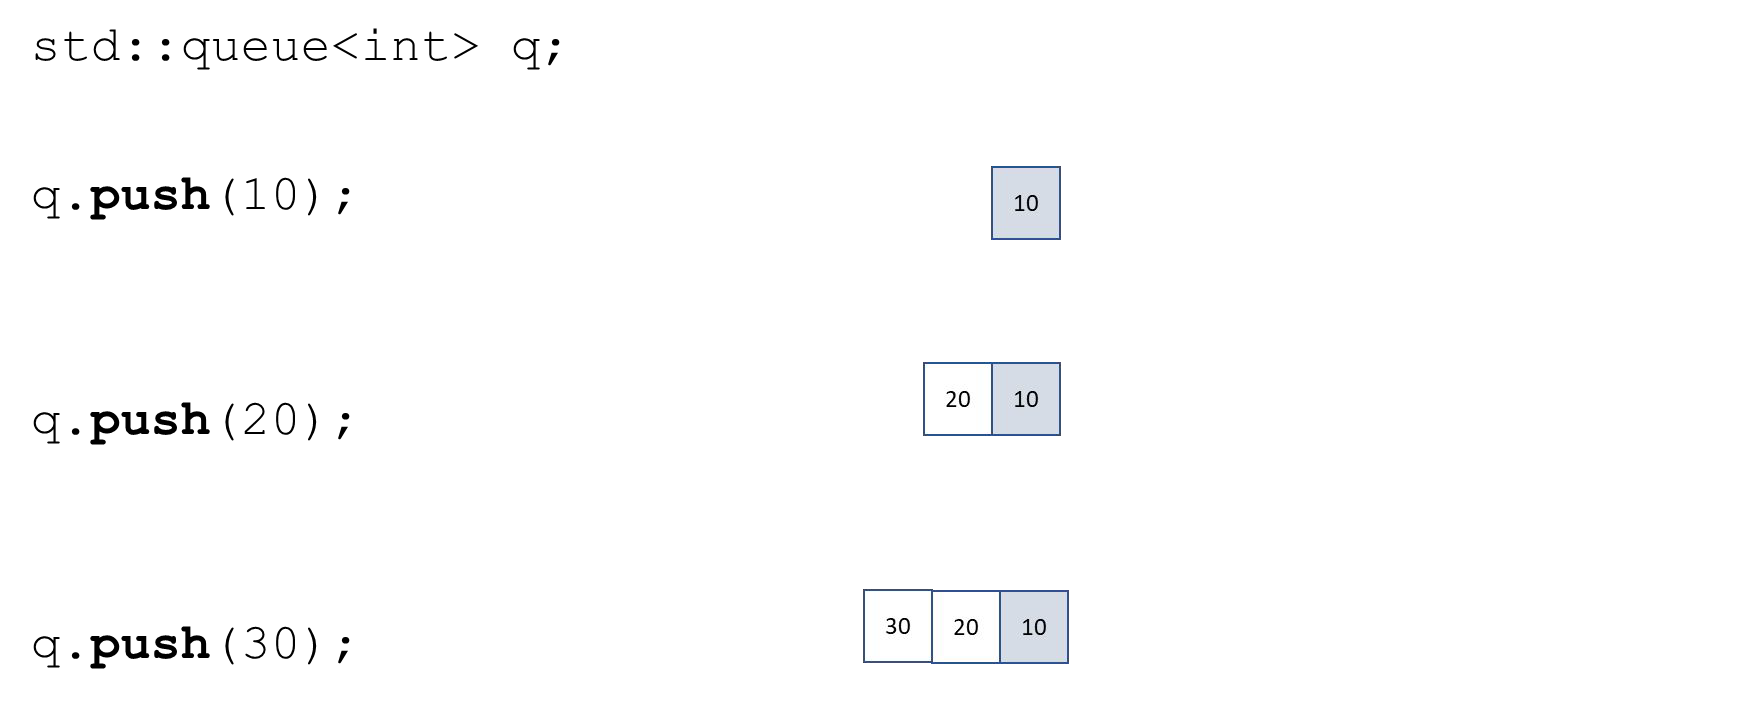 std::queue<int> q;
q.push(10);
10
q.push(20);
20 10
q.push(30);
30 20 10